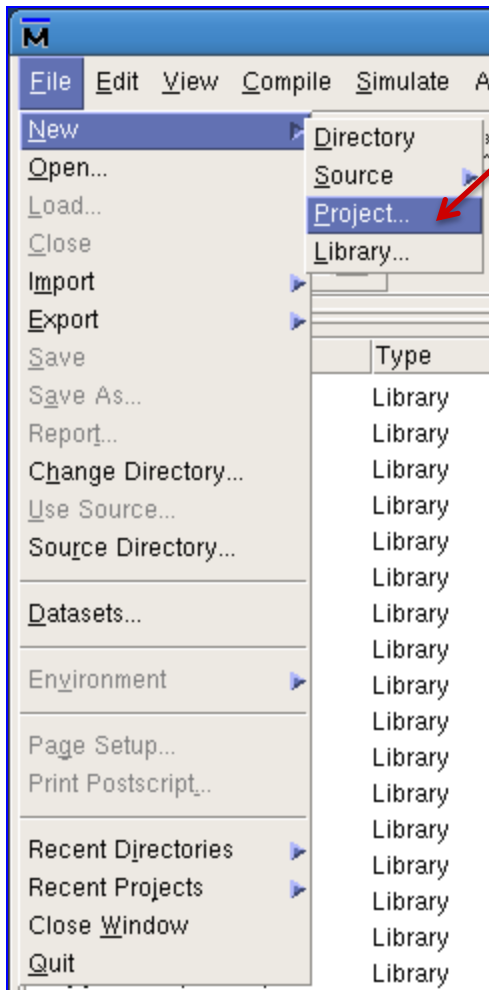 M
File Edit View Compile Simulate A
New
Directory
Open...
Source
Load...
Project...
Close
Library...
Import
Export
Save
Type
Save As...
Library
Report...
Library
Change Directory...
Library
Use Source...
Library
Source Directory...
Library
Library
Datasets...
Library
Library
Environment
Library
Library
Page Setup...
Library
Print Postscript...
Library
Library
Recent Directories
Library
Recent Projects
Library
Close Window
Library
Quit
Library